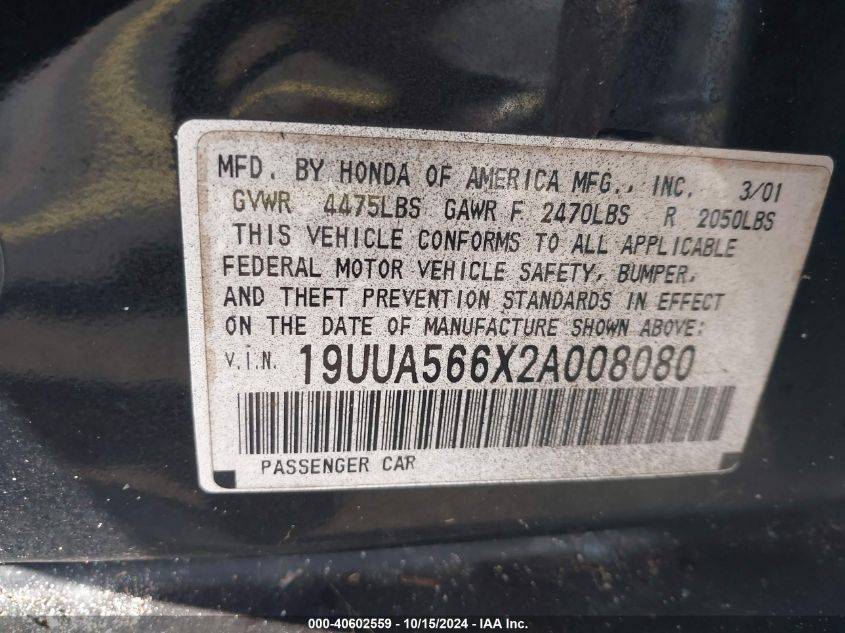 MFD. BY HONDA OF AMERICA MFG., INC. 3/01
GVWR 4475LBS GAWR F 2470LBS R 2050LBS
THIS VEHICLE CONFORMS TO ALL APPLICABLE
FEDERAL MOTOR VEHICLE SAFETY, BUMPER,
AND THEFT PREVENTION STANDARDS IN EFFECT
ON THE DATE OF MANUFACTURE SHOWN ABOVE:
V.I.N. 19UUA566X2A008080
PASSENGER CAR
000-40602559 - 10/15/2024 - IAA Inc.